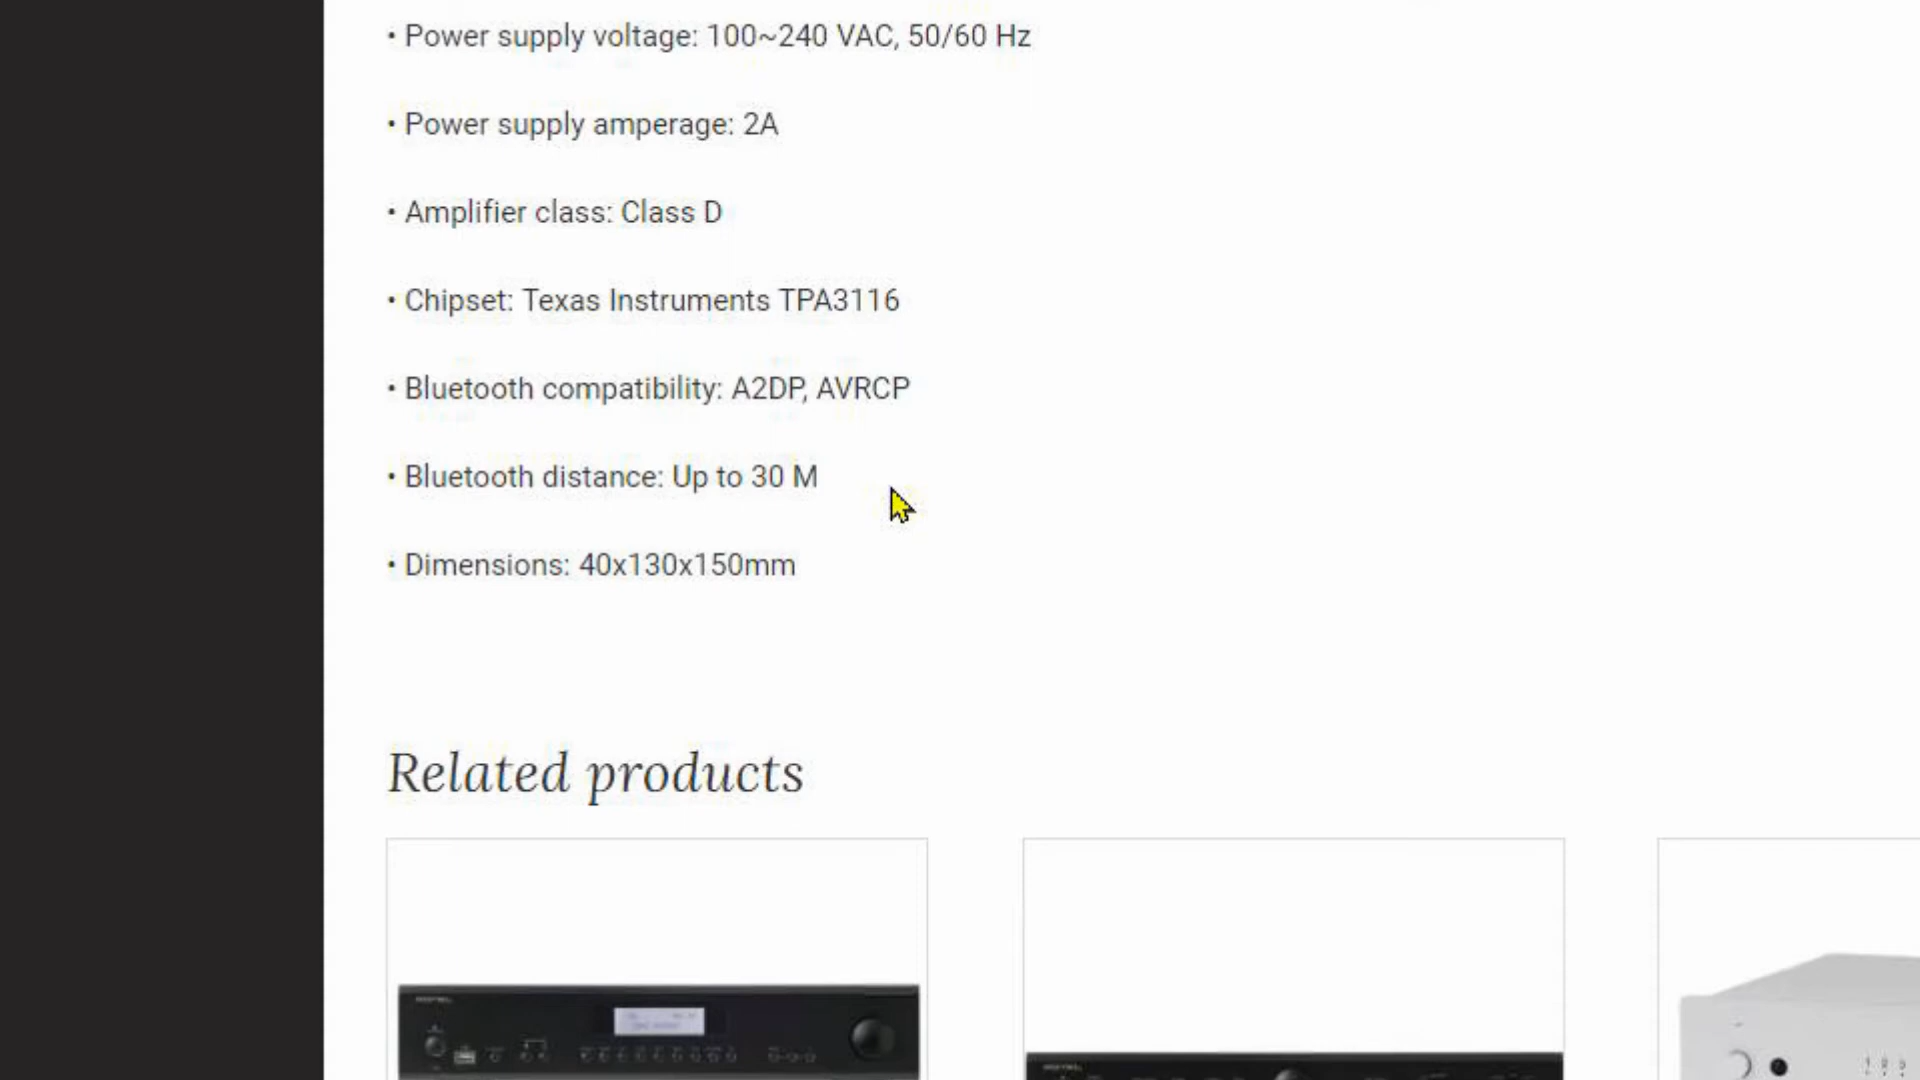 • Power supply voltage: 100~240 VAC, 50/60 Hz
• Power supply amperage: 2A
• Amplifier class: Class D
• Chipset: Texas Instruments TPA3116
• Bluetooth compatibility: A2DP, AVRCP
• Bluetooth distance: Up to 30 M
• Dimensions: 40x130x150mm
Related products